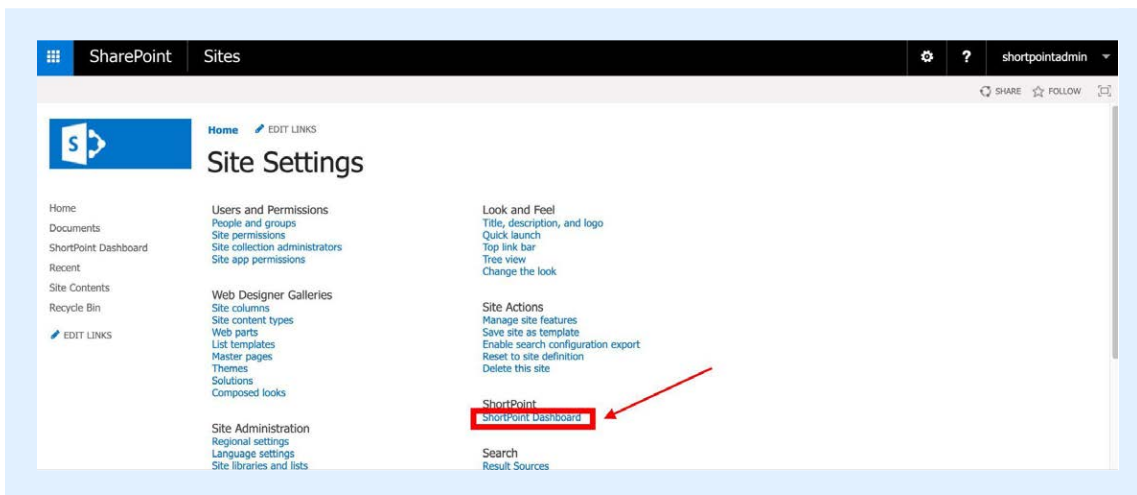 SharePoint Sites ? shortpointadmin
SHARE FOLLOW
S
Home EDIT LINKS
Site Settings
Home
Documents
ShortPoint Dashboard
Recent
Site Contents
Recycle Bin
EDIT LINKS
Users and Permissions
People and groups
Site permissions
Site collection administrators
Site app permissions
Web Designer Galleries
Site columns
Site content types
Web parts
List templates
Master pages
Themes
Solutions
Composed looks
Site Administration
Regional settings
Language settings
Site libraries and lists
Look and Feel
Title, description, and logo
Quick launch
Top link bar
Tree view
Change the look
Site Actions
Manage site features
Save site as template
Enable search configuration export
Reset to site definition
Delete this site
ShortPoint
ShortPoint Dashboard
Search
Result Sources